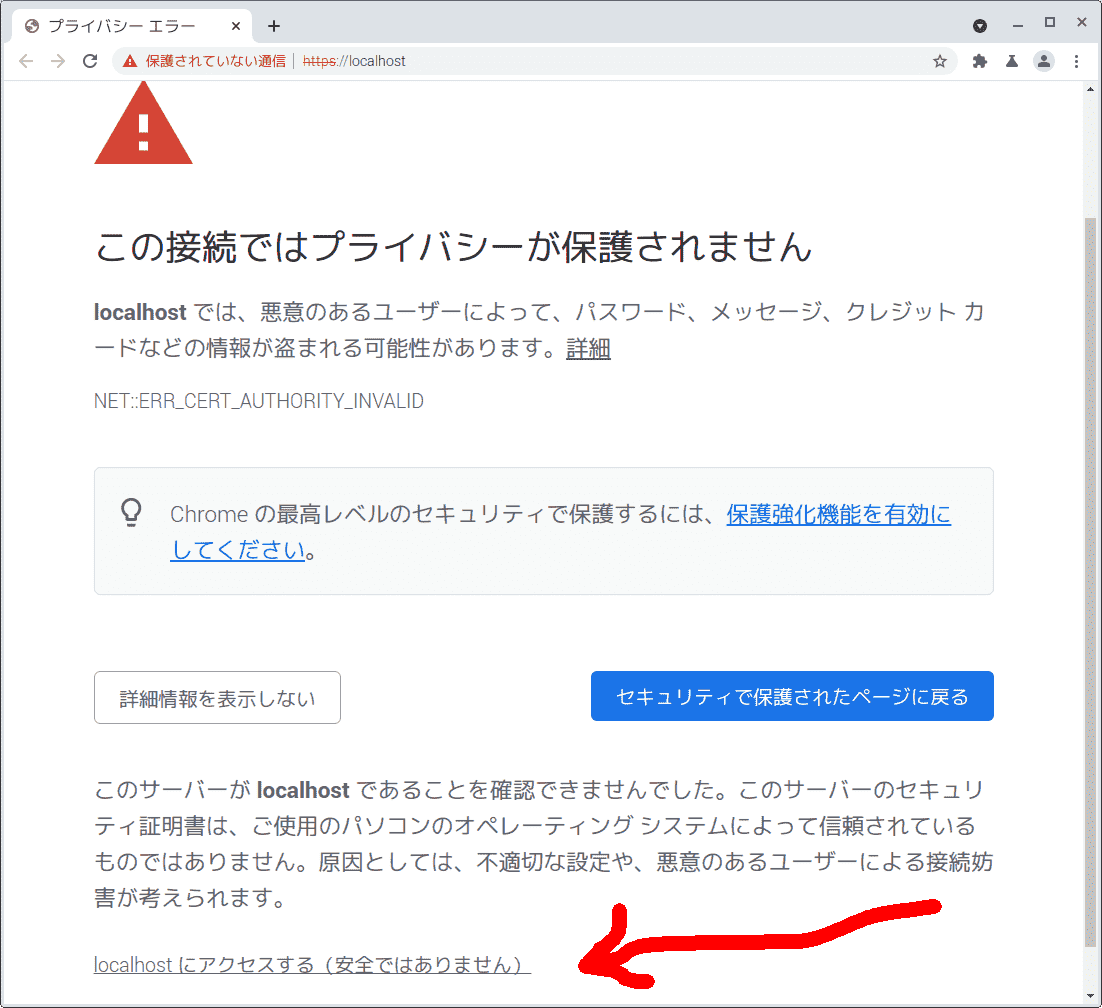 プライバシー エラー
保護されていない通信 | https://localhost
この接続ではプライバシーが保護されません
localhost では、悪意のあるユーザーによって、パスワード、メッセージ、クレジット カ
ードなどの情報が盗まれる可能性があります。詳細
NET::ERR_CERT_AUTHORITY_INVALID
Chrome の最高レベルのセキュリティで保護するには、保護強化機能を有効に
してください。
詳細情報を表示しない
セキュリティで保護されたページに戻る
このサーバーが localhost であることを確認できませんでした。このサーバーのセキュリ
ティ証明書は、ご使用のパソコンのオペレーティング システムによって信頼されている
ものではありません。原因としては、不適切な設定や、悪意のあるユーザーによる接続妨
害が考えられます。
localhost にアクセスする（安全ではありません）